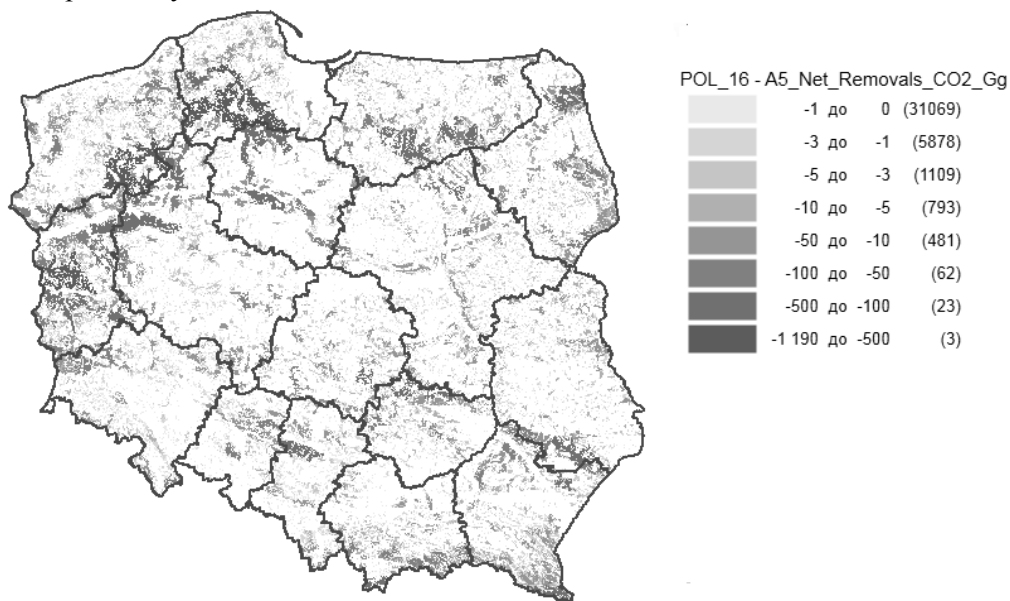 POL_16 - A5_Net_Removals_CO2_Gg
-1 до 0 (31069)
-3 до -1 (5878)
-5 до -3 (1109)
-10 до -5 (793)
-50 до -10 (481)
-100 до -50 (62)
-500 до -100 (23)
-1 190 до -500 (3)